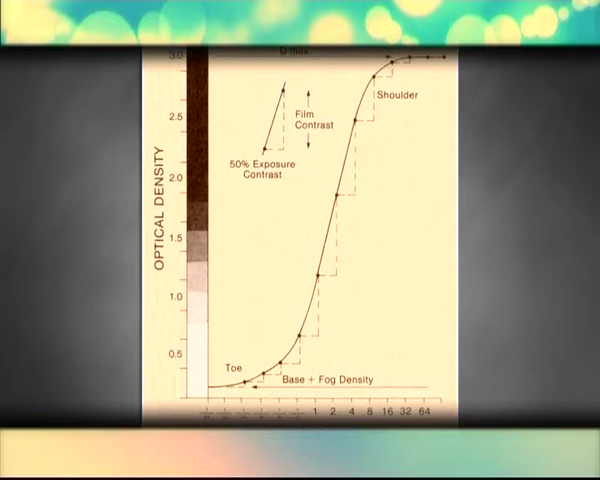 D max.
3.0
2.5
2.0
1.5
1.0
0.5
OPTICAL DENSITY
Film
Contrast
50% Exposure
Contrast
Shoulder
Toe
Base + Fog Density
1 2 4 8 16 32 64